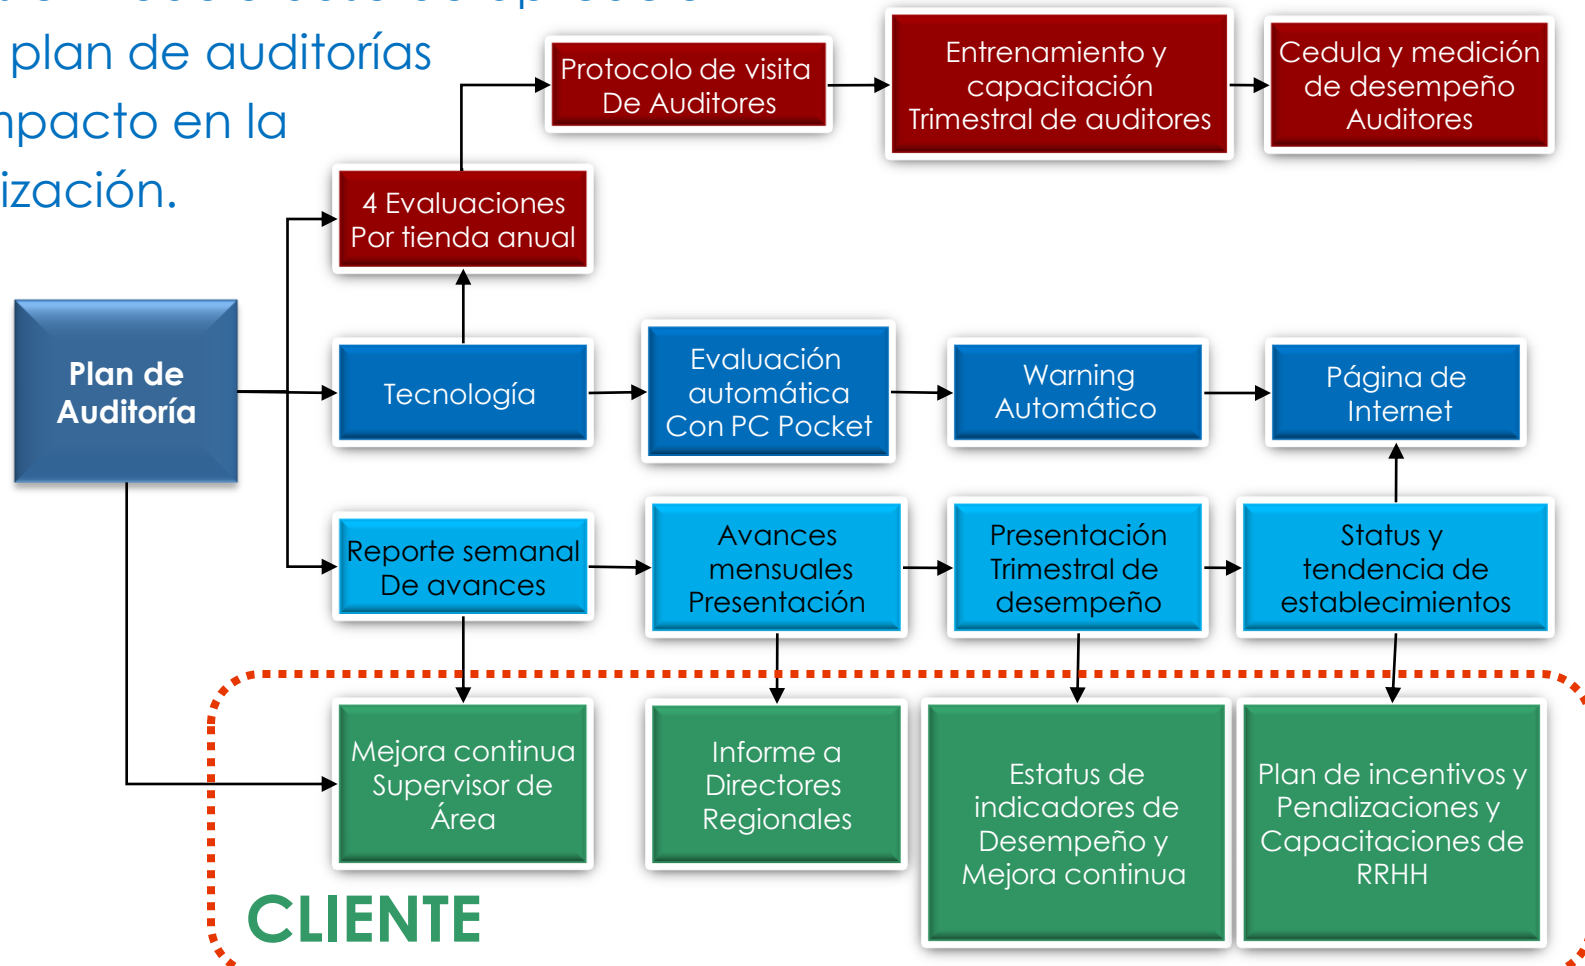 plan de auditorías
impacto en la
Protocolo de visita
De Auditores
Entrenamiento y
capacitación
Trimestral de auditores
Cedula y medición
de desempeño
Auditores
4 Evaluaciones
Por tienda anual
Plan de
Auditoría
Tecnología
Evaluación
automática
Con PC Pocket
Warning
Automático
Página de
Internet
Reporte semanal
De avances
Avances
mensuales
Presentación
Presentación
Trimestral de
desempeño
Status y
tendencia de
establecimientos
Mejora continua
Supervisor de
Área
Informe a
Directores
Regionales
Estatus de
indicadores de
Desempeño y
Mejora continua
Plan de incentivos y
Penalizaciones y
Capacitaciones de
RRHH
CLIENTE